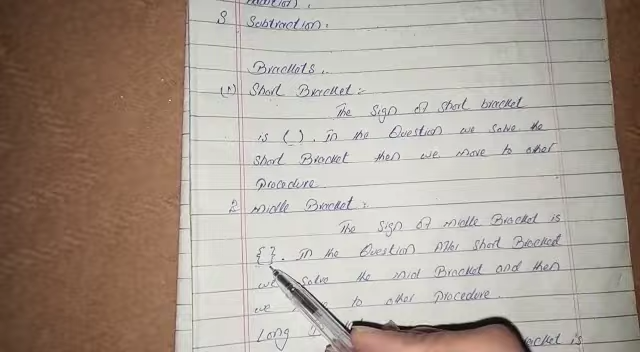 8 Subtraction.
Brackets.
(1) Short Bracket :-
The Sign of Short bracket
is ( ). In the Question we solve the
Short Bracket then we move to other
Procedure
2 Midle Bracket :
The Sign of Midle Bracket is
{ }. In the Question After Short Bracket
we Solve the mid Bracket and then
we to other Procedure.
Long
is